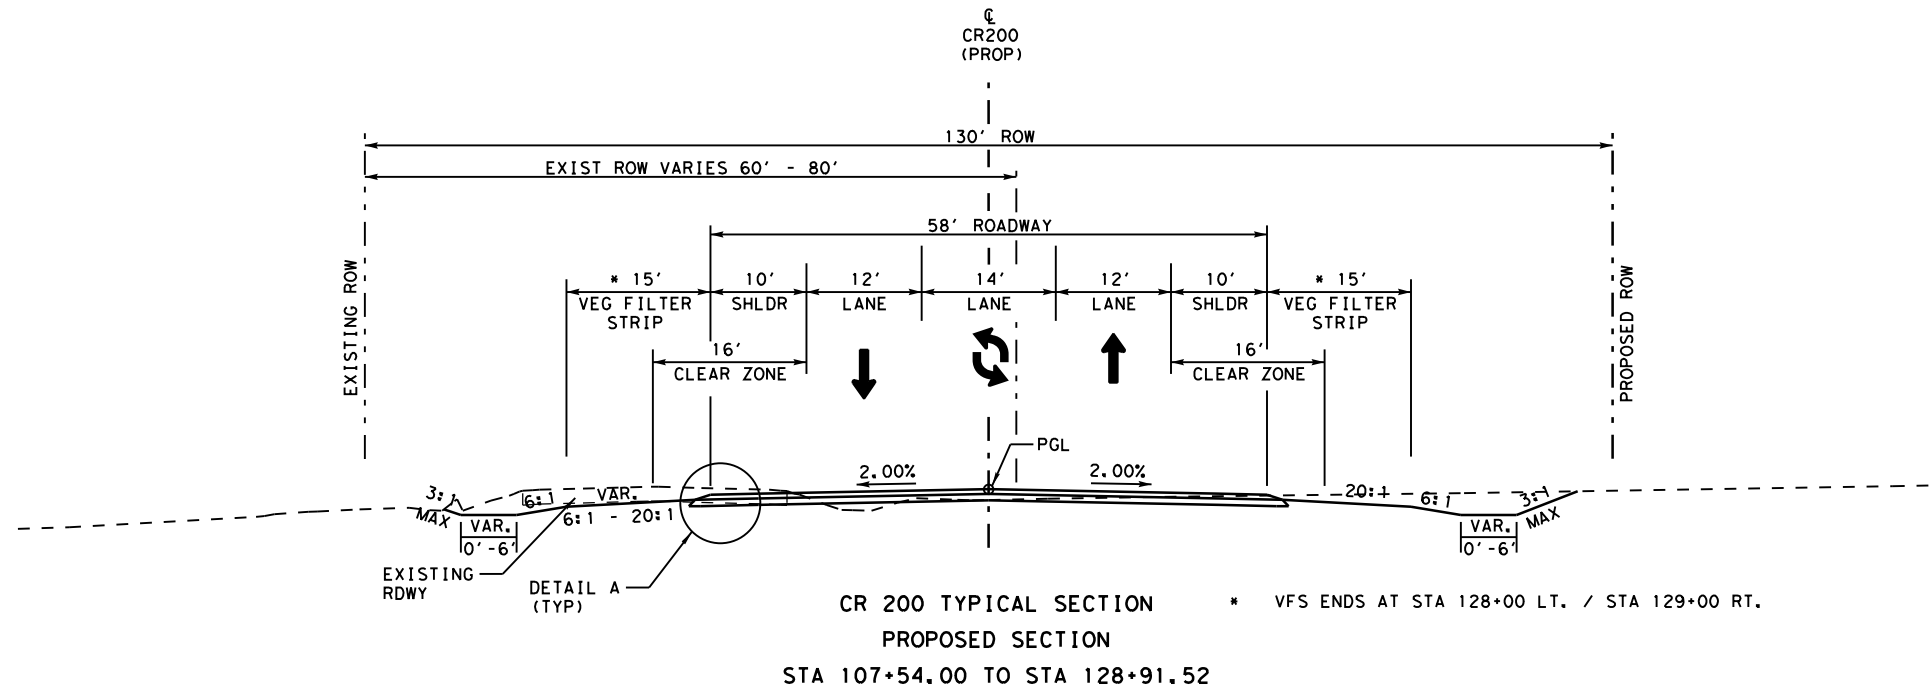 ℄
CR200
(PROP)
130' ROW
EXIST ROW VARIES 60' - 80'
58' ROADWAY
* 15'
VEG FILTER
STRIP
10'
SHLDR
12'
LANE
14'
LANE
12'
LANE
10'
SHLDR
* 15'
VEG FILTER
STRIP
EXISTING ROW
PROPOSED ROW
16'
CLEAR ZONE
16'
CLEAR ZONE
PGL
2.00%
2.00%
3:1
MAX
6:1
VAR.
6:1 - 20:1
VAR.
0'-6'
20:1
6:1
3:1
MAX
VAR.
0'-6'
EXISTING
RDWY
DETAIL A
(TYP)
CR 200 TYPICAL SECTION
PROPOSED SECTION
STA 107+54.00 TO STA 128+91.52
* VFS ENDS AT STA 128+00 LT. / STA 129+00 RT.